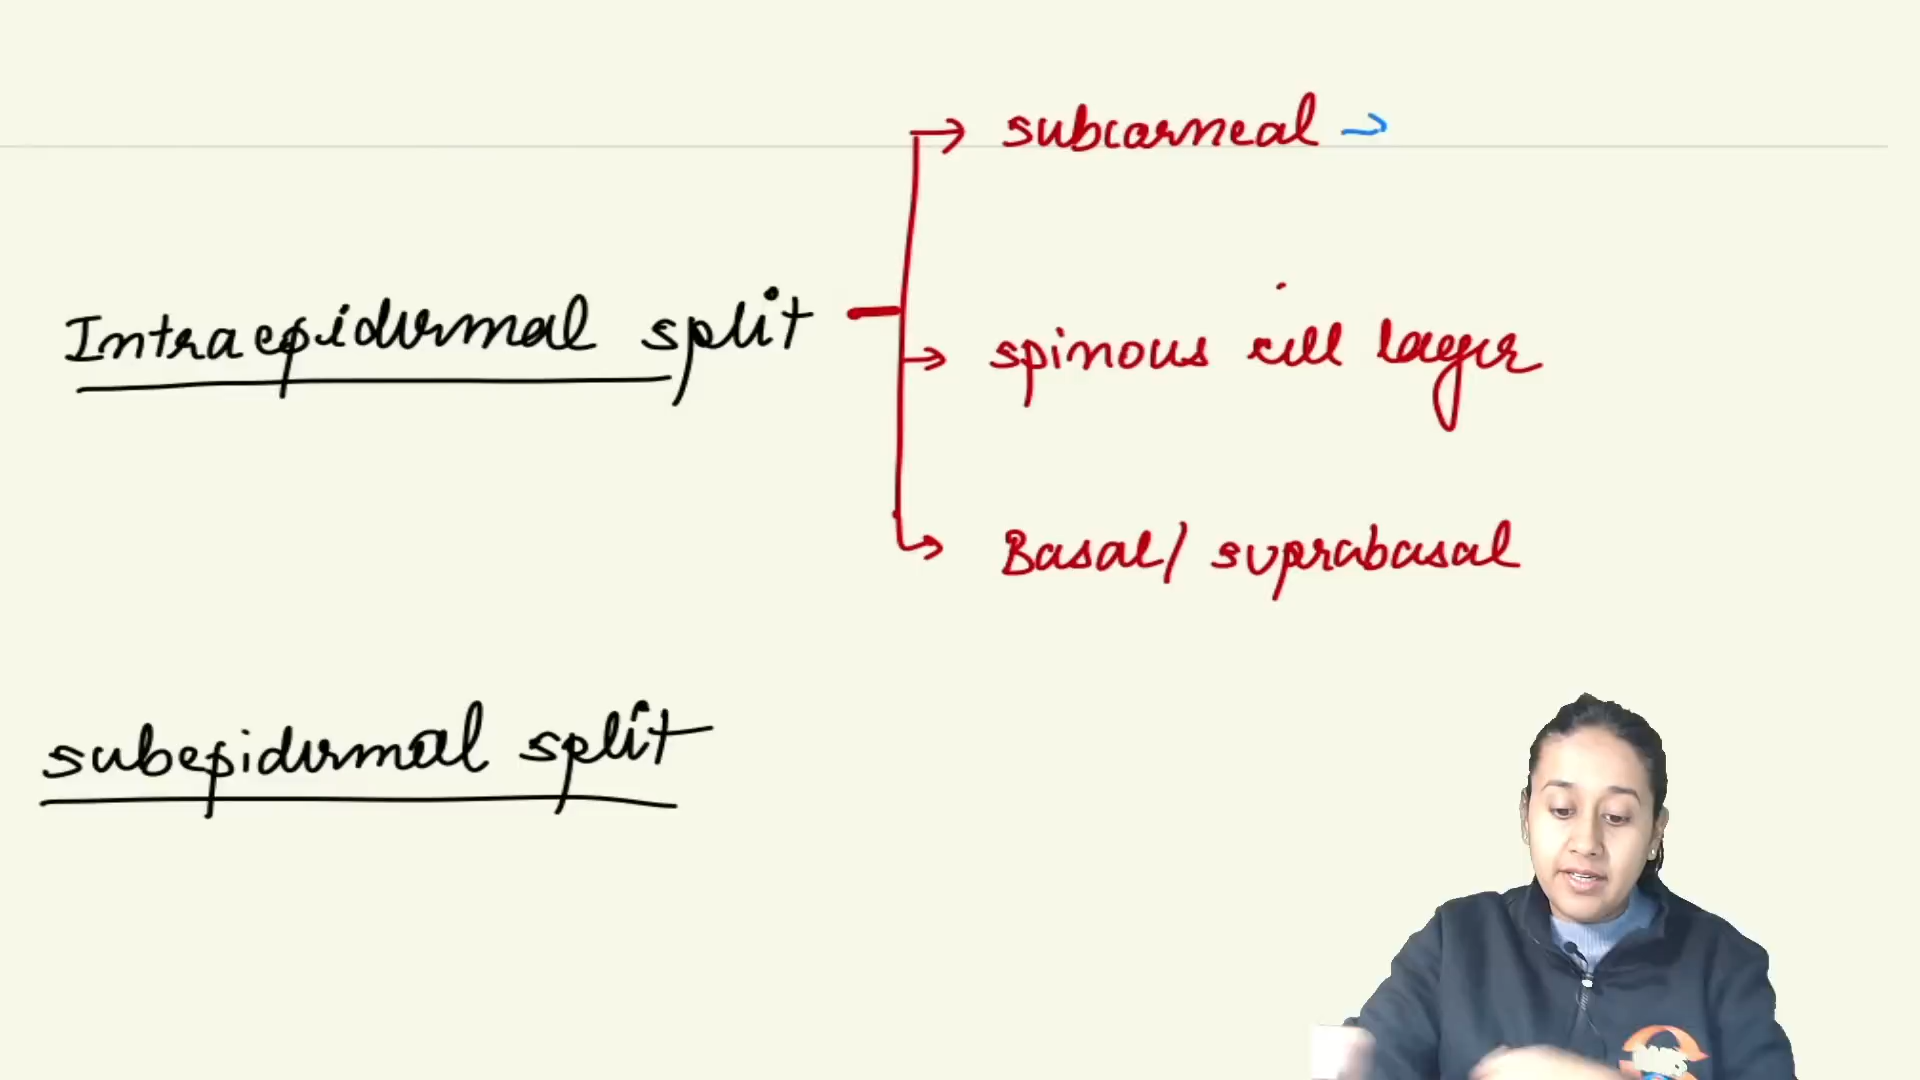 subcorneal →
Intraepidermal split
→ spinous cell layer
→ Basal/ suprabasal
subepidermal split